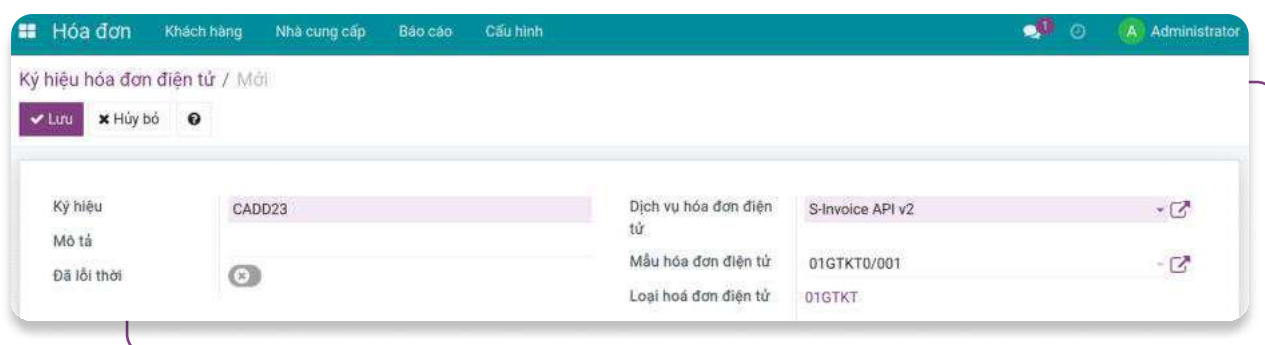 Hóa đơn Khách hàng Nhà cung cấp Báo cáo Cấu hình 1 A Administrator
Ký hiệu hóa đơn điện tử / Mới
Lưu Hủy bỏ
Ký hiệu CADD23
Mô tả
Đã lỗi thời
Dịch vụ hóa đơn điện
tử
S-Invoice API v2
Mẫu hóa đơn điện tử 01GTKT0/001
Loại hoá đơn điện tử 01GTKT